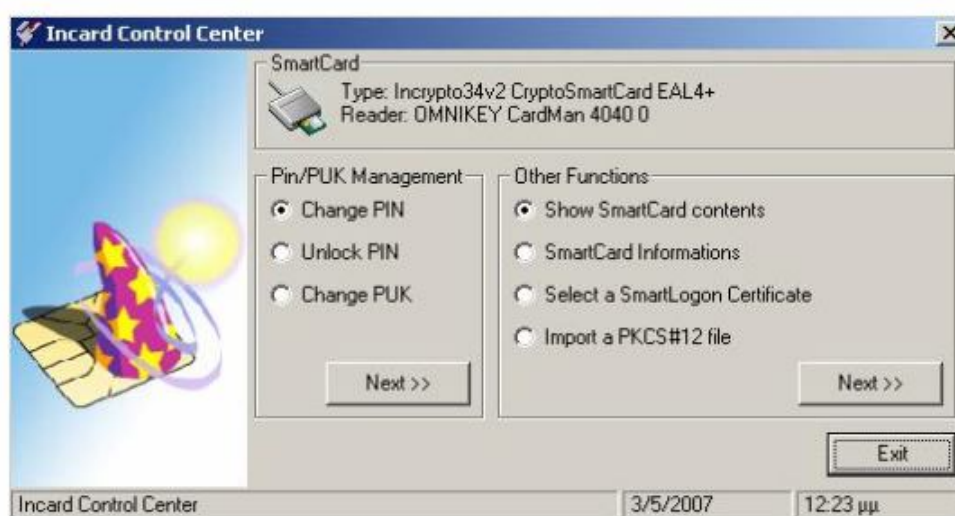 Incard Control Center
SmartCard
Type: Incrypto34v2 CryptoSmartCard EAL4+
Reader: OMNIKEY CardMan 4040 0
Pin/PUK Management
Change PIN
Unlock PIN
Change PUK
Next >>
Other Functions
Show SmartCard contents
SmartCard Informations
Select a SmartLogon Certificate
Import a PKCS#12 file
Next >>
Exit
Incard Control Center
3/5/2007
12:23 μμ